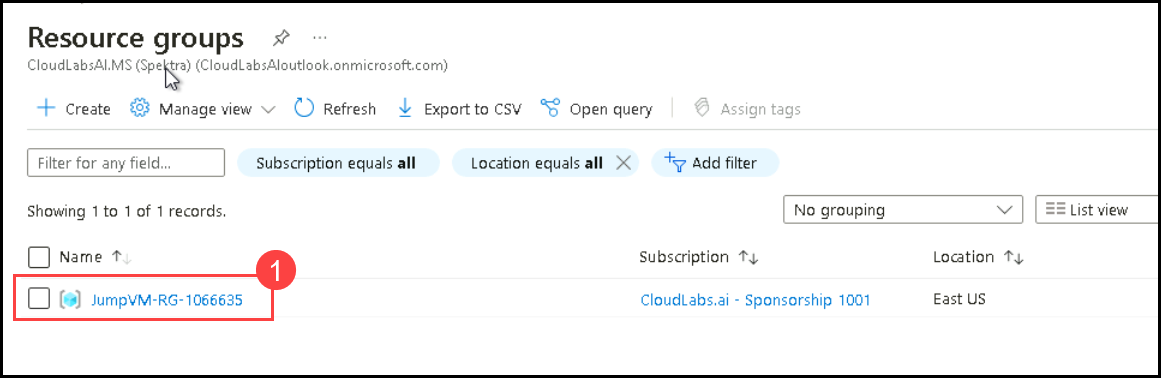 Resource groups ...
CloudLabsAI.MS (Spektra) (CloudLabsAIoutlook.onmicrosoft.com)
Create Manage view Refresh Export to CSV Open query Assign tags
Filter for any field... Subscription equals all Location equals all Add filter
Showing 1 to 1 of 1 records. No grouping List view
Name Subscription Location
1
JumpVM-RG-1066635 CloudLabs.ai - Sponsorship 1001 East US